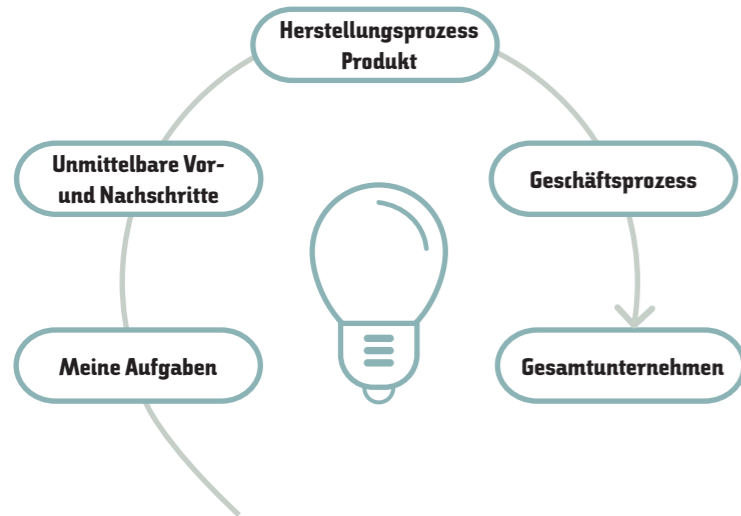 Herstellungsprozess
Produkt
Unmittelbare Vor-
und Nachschritte
Geschäftsprozess
Meine Aufgaben
Gesamtunternehmen